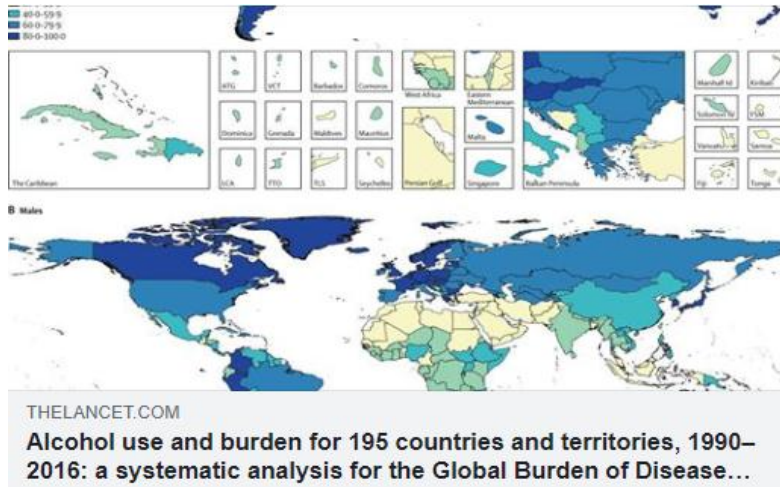 40·0–59·9
60·0–79·9
80·0–100·0
ATG
VCT
Barbados
Comoros
West Africa
Eastern
Mediterranean
Marshall Isl
Kiribati
Dominica
Grenada
Maldives
Mauritius
Malta
Solomon Isl
FSM
Vanuatu
Samoa
The Caribbean
LCA
TTO
TLS
Seychelles
Persian Gulf
Singapore
Balkan Peninsula
Fiji
Tonga
B Males
THELANCET.COM
Alcohol use and burden for 195 countries and territories, 1990–
2016: a systematic analysis for the Global Burden of Disease…